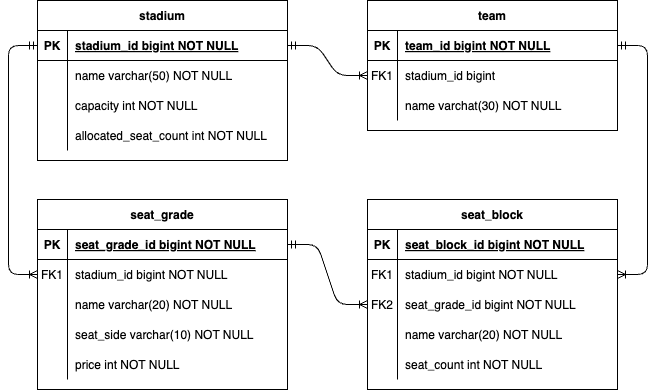 stadium
PK stadium_id bigint NOT NULL
name varchar(50) NOT NULL
capacity int NOT NULL
allocated_seat_count int NOT NULL
team
PK team_id bigint NOT NULL
FK1 stadium_id bigint
name varchat(30) NOT NULL
seat_grade
PK seat_grade_id bigint NOT NULL
FK1 stadium_id bigint NOT NULL
name varchar(20) NOT NULL
seat_side varchar(10) NOT NULL
price int NOT NULL
seat_block
PK seat_block_id bigint NOT NULL
FK1 stadium_id bigint NOT NULL
FK2 seat_grade_id bigint NOT NULL
name varchar(20) NOT NULL
seat_count int NOT NULL